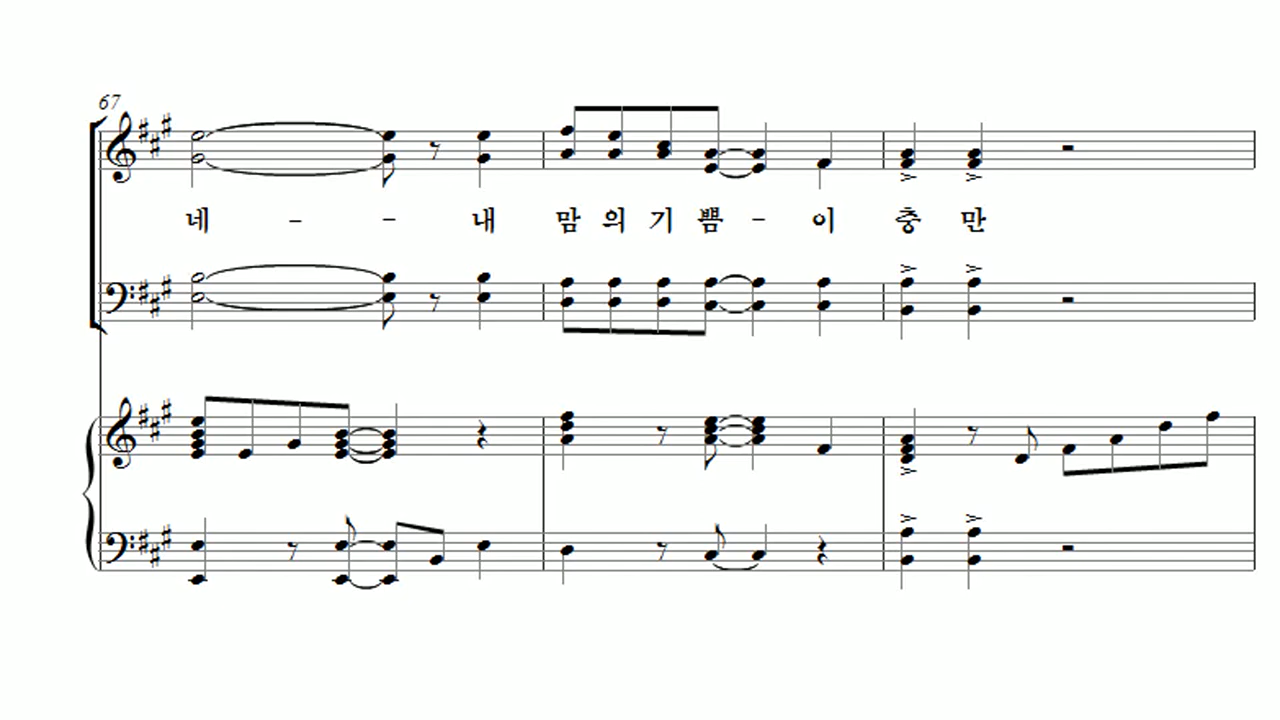 67
네 - - 내 맘 의 기 쁨 - 이 충 만